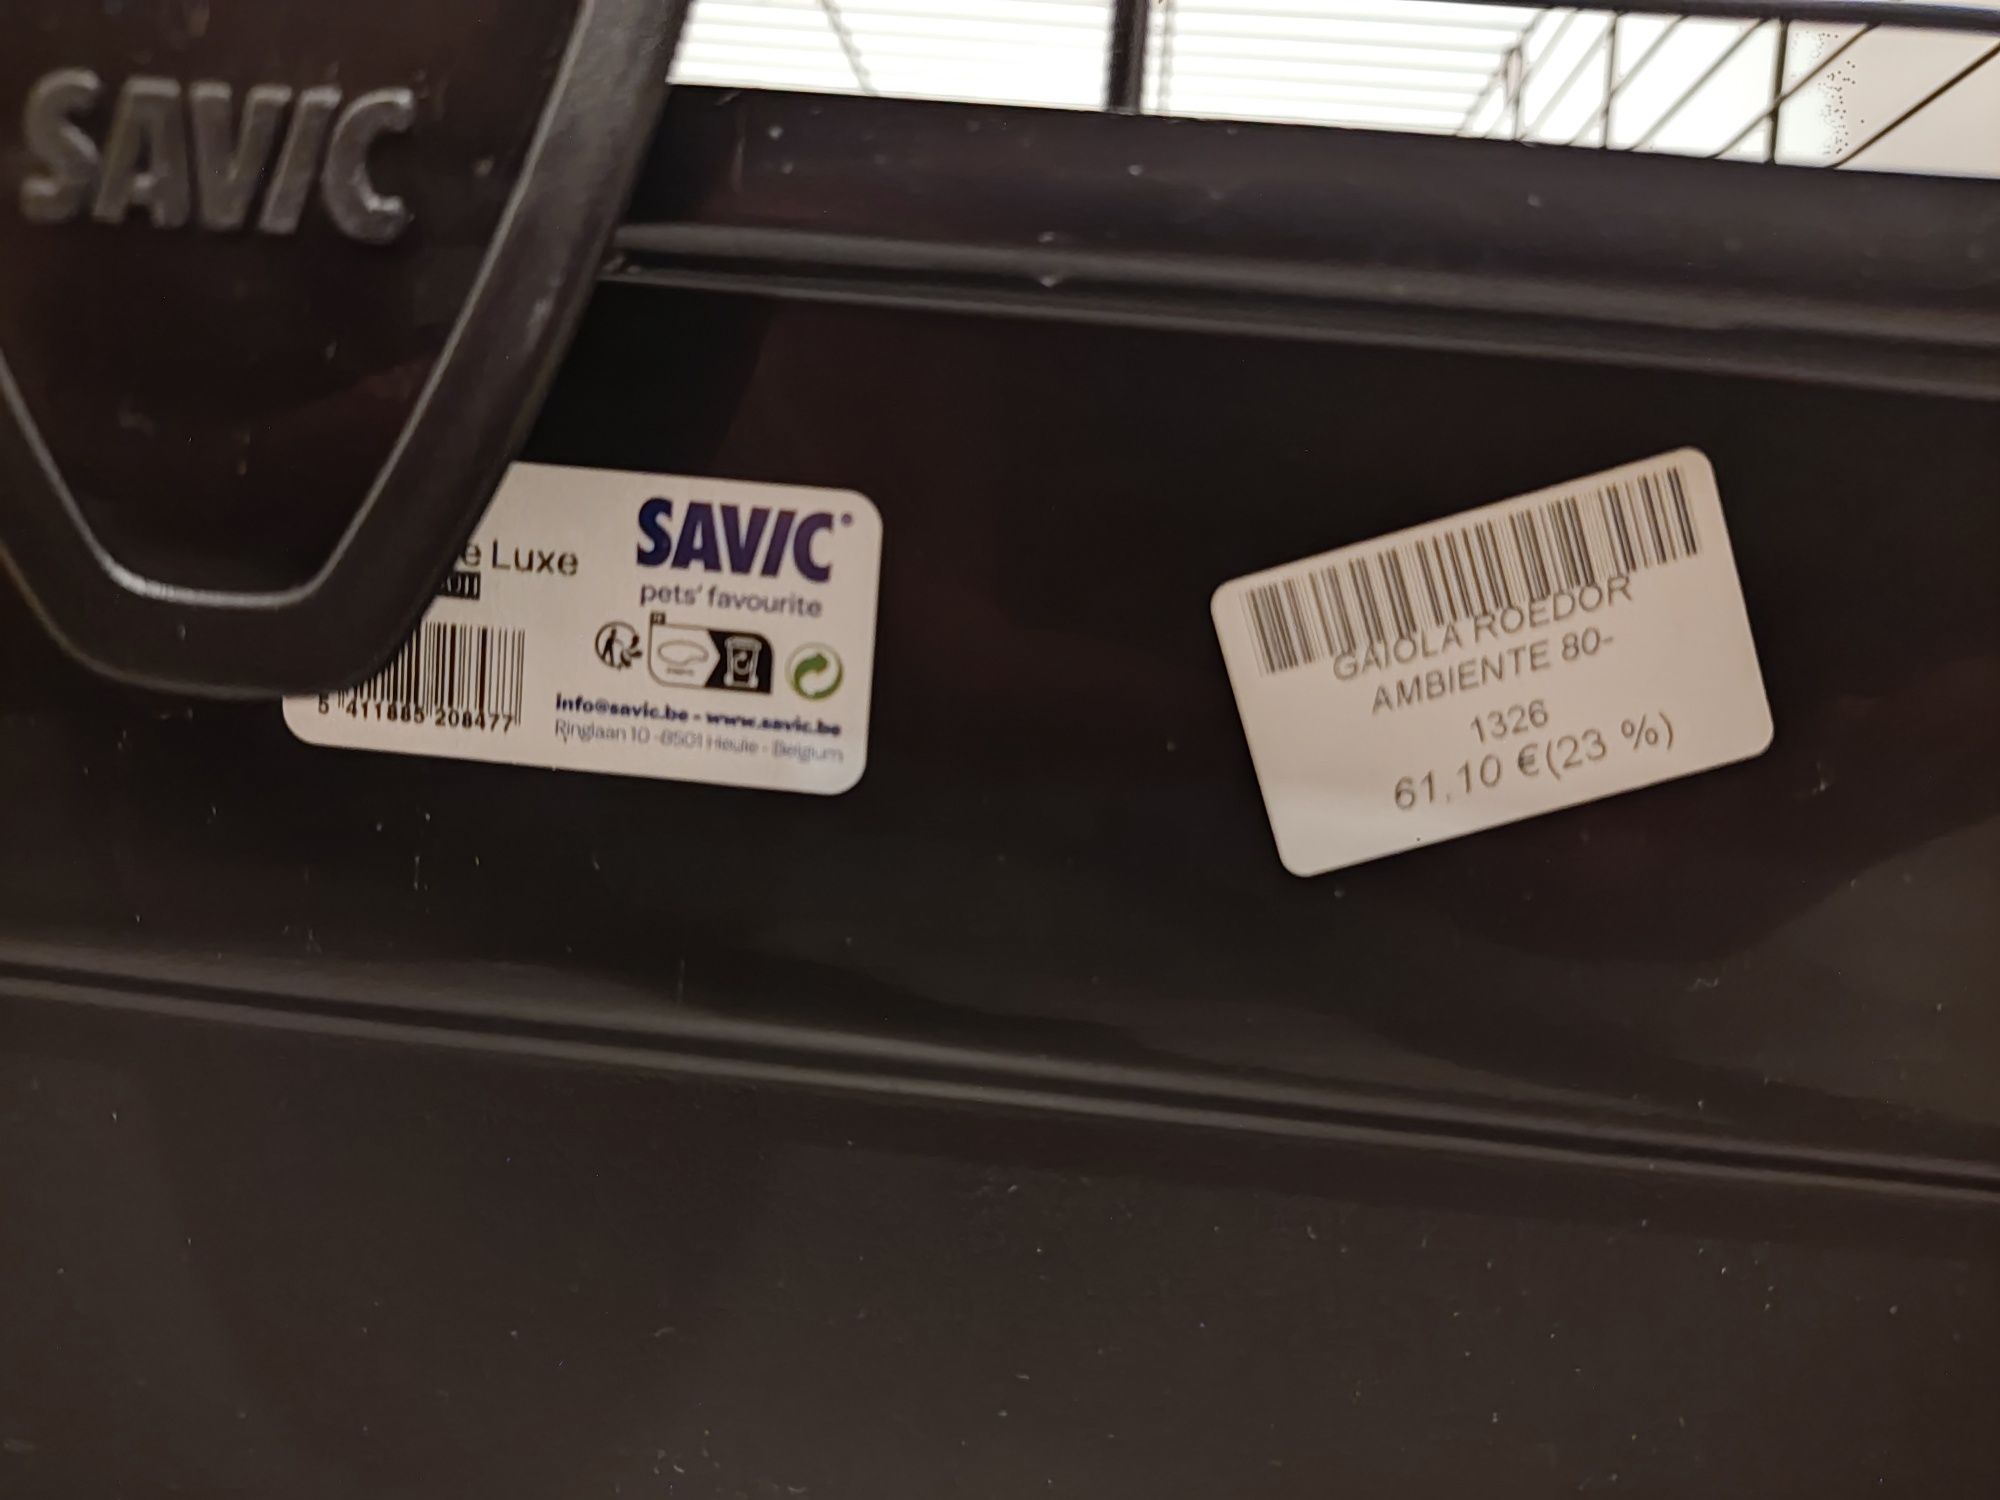 SAVIC
SAVIC
pets' favourite
e Luxe
5 411885 208477
info@savic.be - www.savic.be
Ringlaan 10 - 8501 Heule - Belgium
GAIOLA ROEDOR
AMBIENTE 80-
1326
61,10 €(23 %)